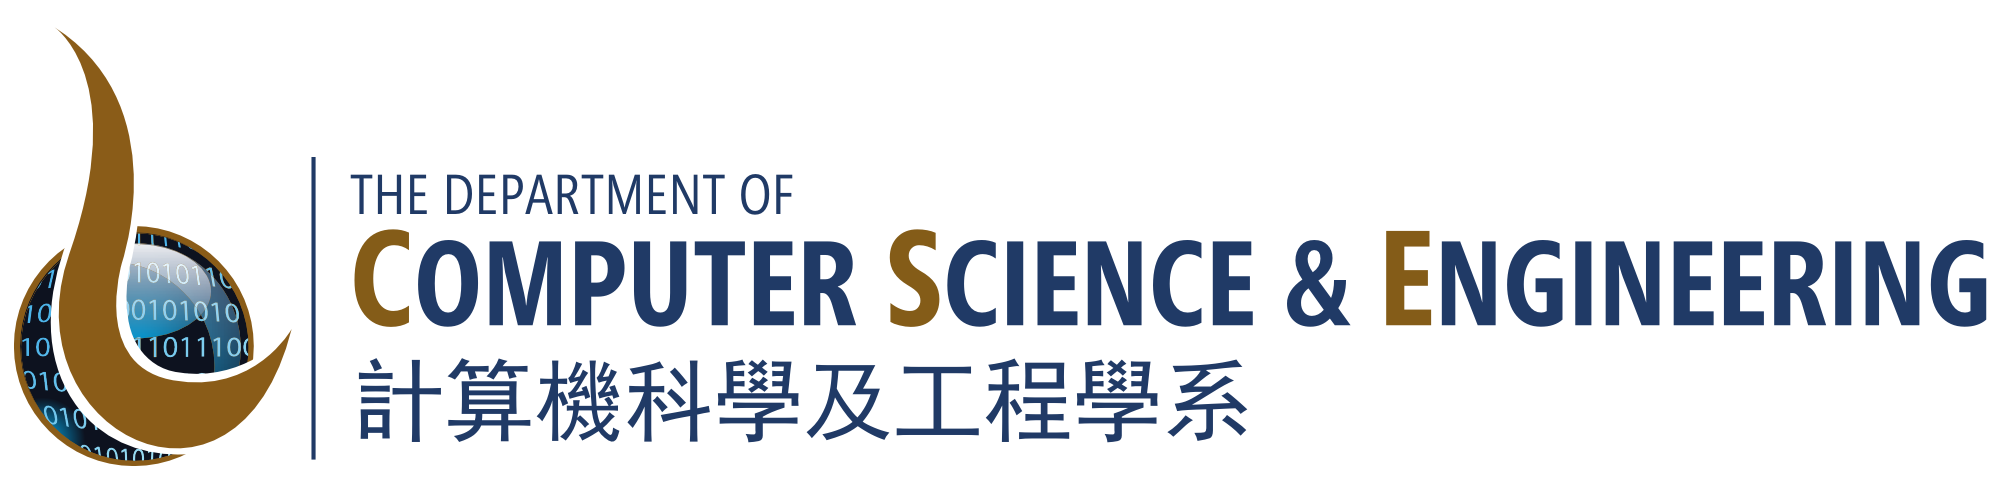 THE DEPARTMENT OF
COMPUTER SCIENCE & ENGINEERING
計算機科學及工程學系